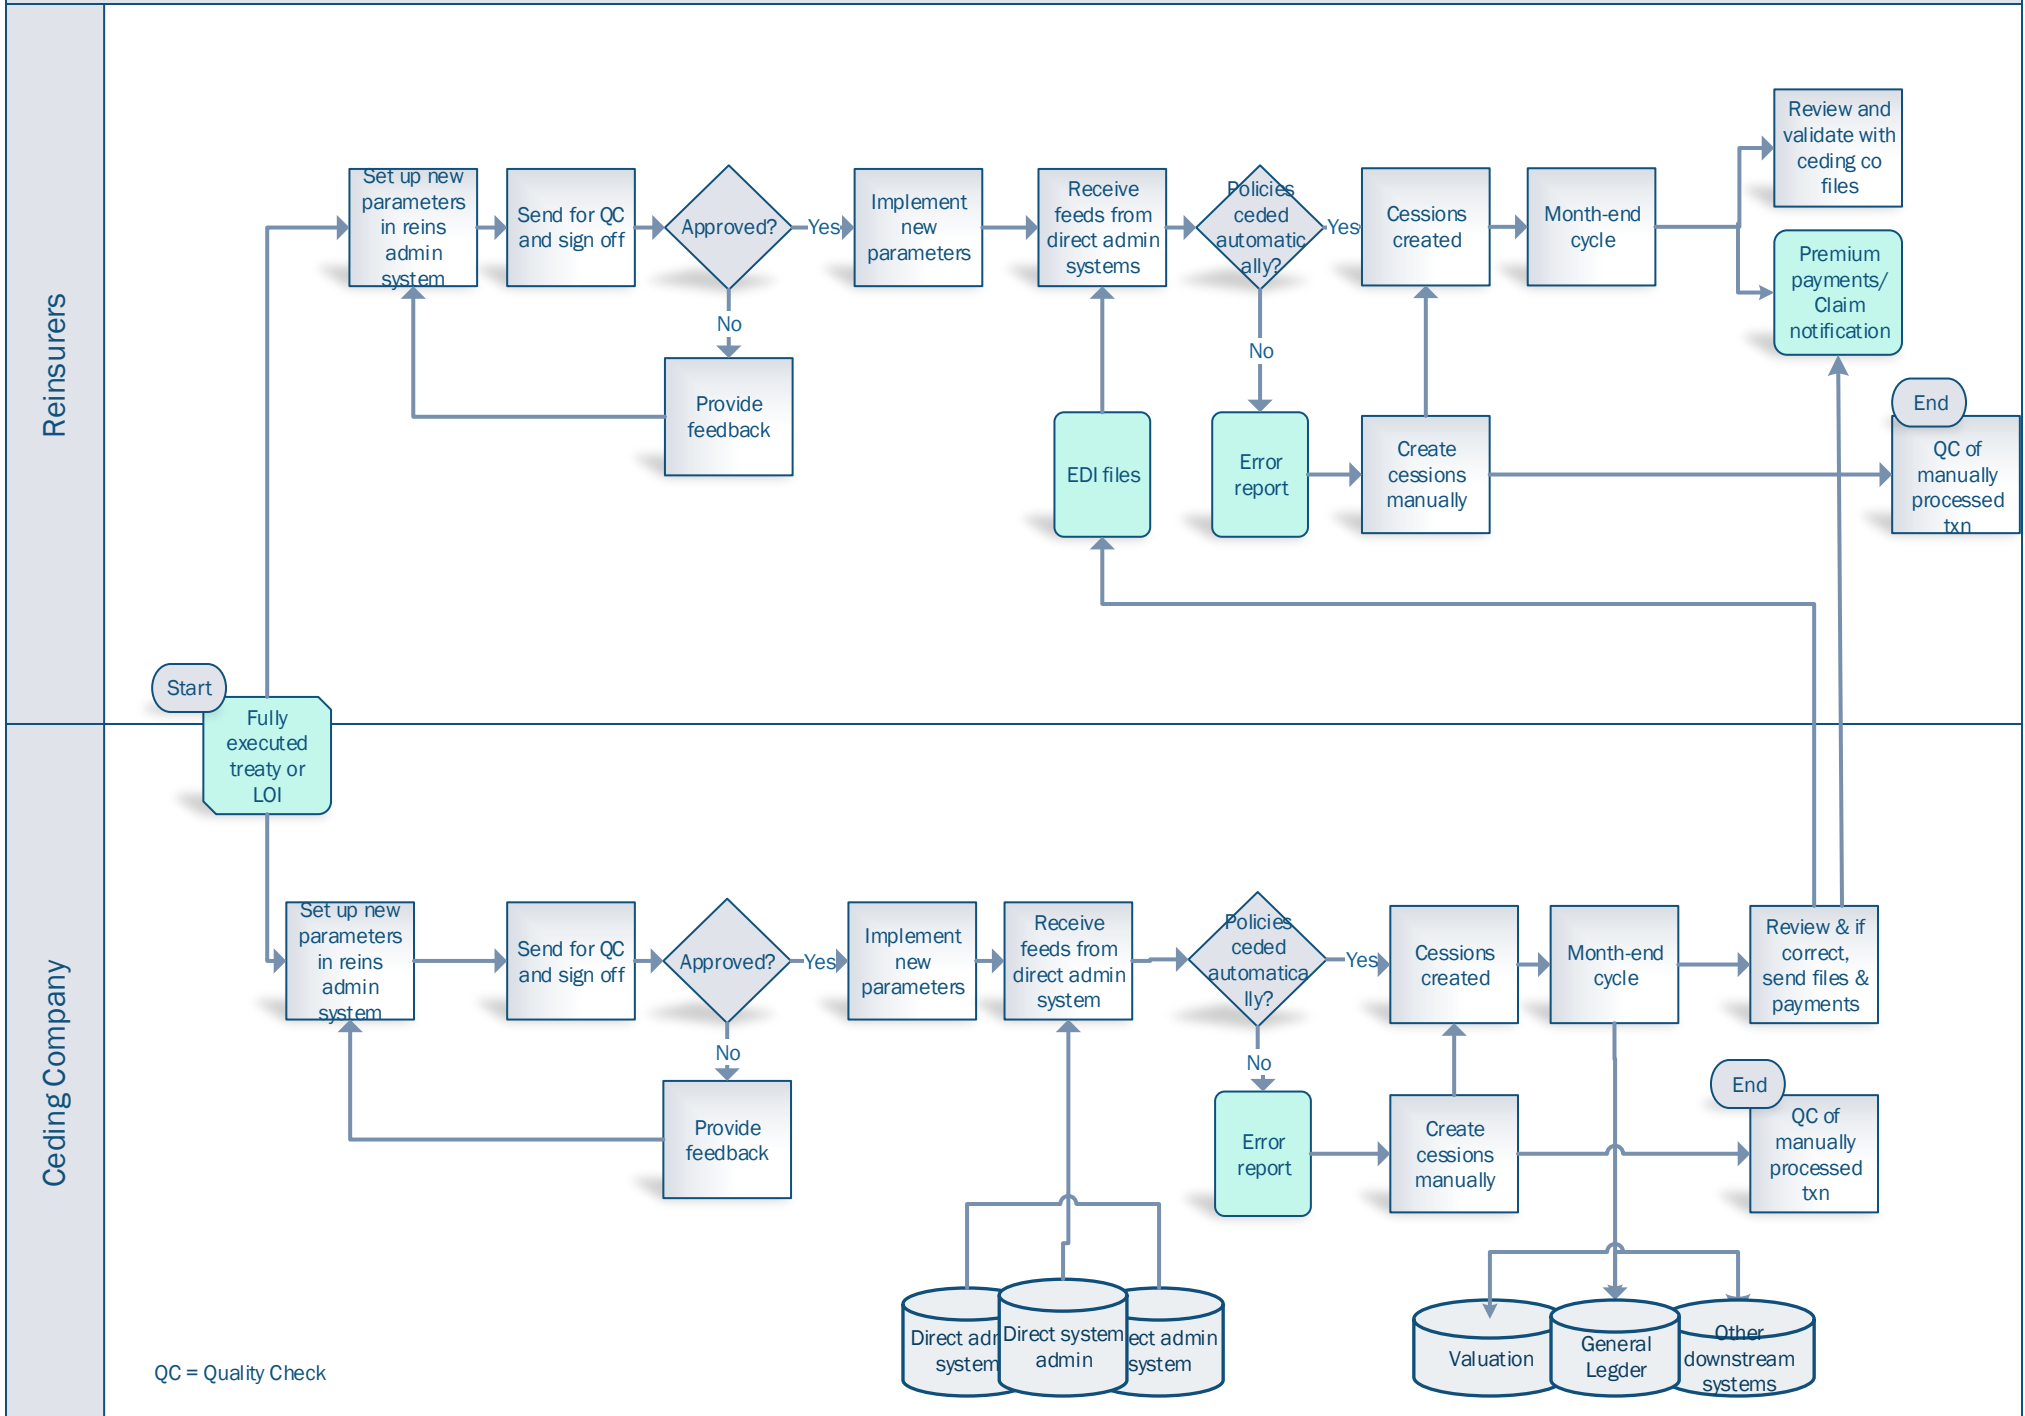 Reinsurers
Set up new
parameters
in reins
admin
system
Send for QC
and sign off
Approved?
Yes
No
Provide
feedback
Implement
new
parameters
Receive
feeds from
direct admin
systems
EDI files
Policies
ceded
automatic
ally?
Yes
No
Error
report
Cessions
created
Create
cessions
manually
Month-end
cycle
Review and
validate with
ceding co
files
Premium
payments/
Claim
notification
End
QC of
manually
processed
txn
Start
Fully
executed
treaty or
LOI
Ceding Company
Set up new
parameters
in reins
admin
system
Send for QC
and sign off
Approved?
Yes
No
Provide
feedback
Implement
new
parameters
Receive
feeds from
direct admin
system
Policies
ceded
automatica
lly?
Yes
No
Error
report
Cessions
created
Create
cessions
manually
Month-end
cycle
Review & if
correct,
send files &
payments
End
QC of
manually
processed
txn
Direct
system
Direct system
admin
admin
system
Valuation
General
Legder
Other
downstream
systems
QC = Quality Check